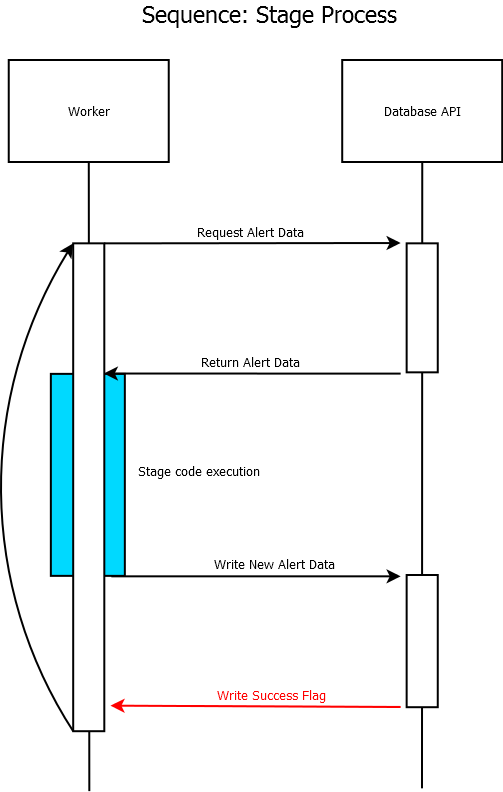 Sequence: Stage Process
Worker
Database API
Request Alert Data
Return Alert Data
Stage code execution
Write New Alert Data
Write Success Flag